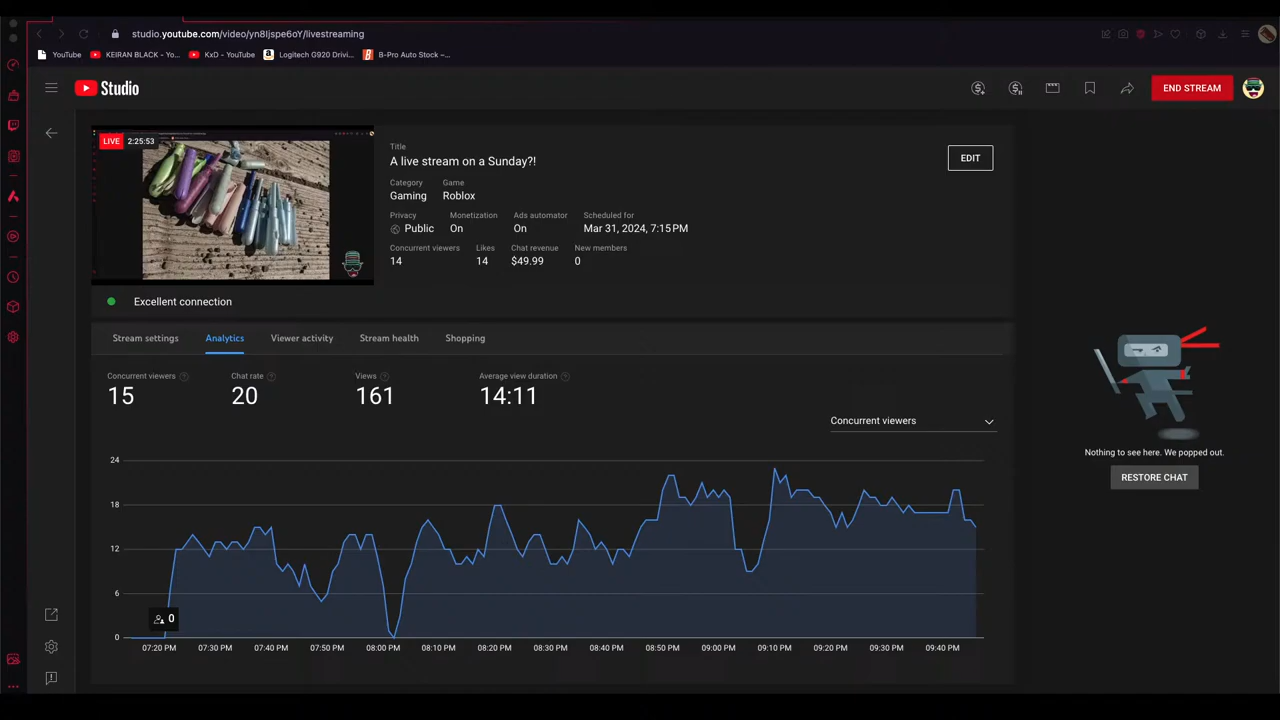 studio.youtube.com/video/yn8Ijspe6oY/livestreaming
YouTube KEIRAN BLACK - Yo... KxD - YouTube Logitech G920 Drivi... B-Pro Auto Stock –...
Studio
END STREAM
LIVE 2:25:53
Title
A live stream on a Sunday?!
EDIT
Category Game
Gaming Roblox
Privacy Monetization Ads automator Scheduled for
Public On On Mar 31, 2024, 7:15 PM
Concurrent viewers Likes Chat revenue New members
14 14 $49.99 0
Excellent connection
Stream settings Analytics Viewer activity Stream health Shopping
Concurrent viewers Chat rate Views Average view duration
15 20 161 14:11
Concurrent viewers
24
18
12
6
0
0
07:20 PM 07:30 PM 07:40 PM 07:50 PM 08:00 PM 08:10 PM 08:20 PM 08:30 PM 08:40 PM 08:50 PM 09:00 PM 09:10 PM 09:20 PM 09:30 PM 09:40 PM
Nothing to see here. We popped out.
RESTORE CHAT